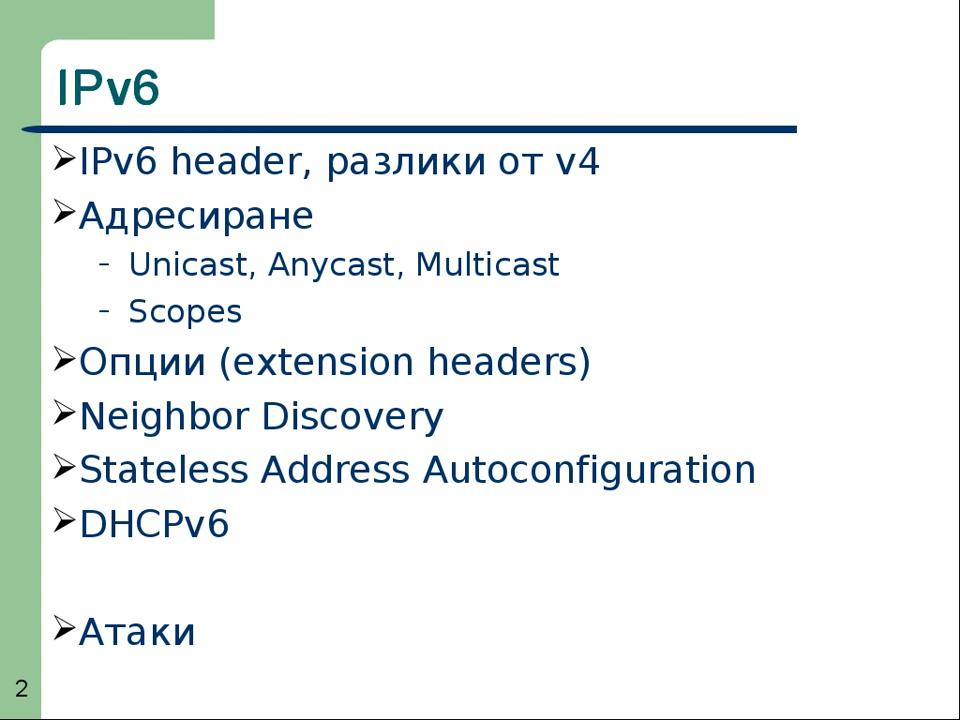 IPv6
➢IPv6 header, разлики от v4
➢Адресиране
– Unicast, Anycast, Multicast
– Scopes
➢Опции (extension headers)
➢Neighbor Discovery
➢Stateless Address Autoconfiguration
➢DHCPv6
➢Атаки
2